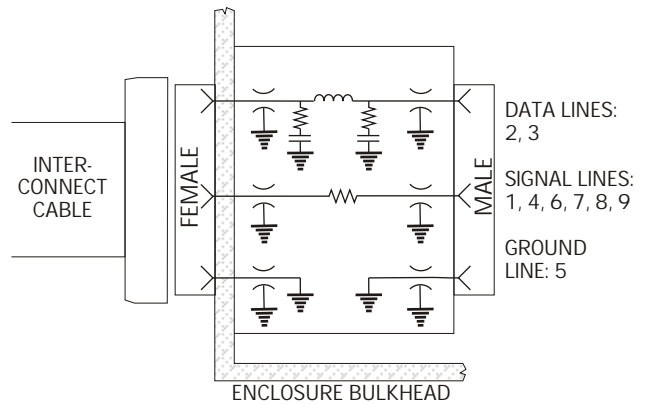 INTER-
CONNECT
CABLE
FEMALE
MALE
DATA LINES:
2, 3
SIGNAL LINES:
1, 4, 6, 7, 8, 9
GROUND
LINE: 5
ENCLOSURE BULKHEAD